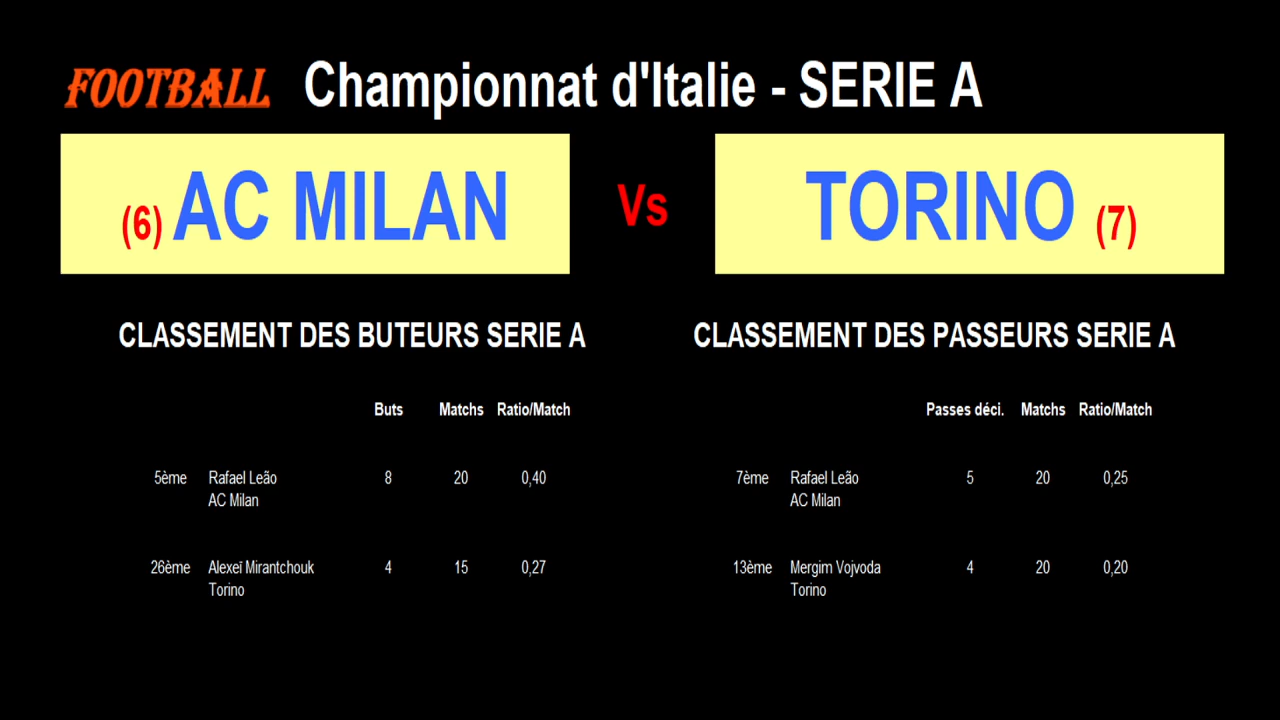 FOOTBALL Championnat d'Italie - SERIE A
(6) AC MILAN Vs TORINO (7)
CLASSEMENT DES BUTEURS SERIE A
Buts Matchs Ratio/Match
5ème Rafael Leão 8 20 0,40
AC Milan
26ème Alexeï Mirantchouk 4 15 0,27
Torino
CLASSEMENT DES PASSEURS SERIE A
Passes déci. Matchs Ratio/Match
7ème Rafael Leão 5 20 0,25
AC Milan
13ème Mergim Vojvoda 4 20 0,20
Torino